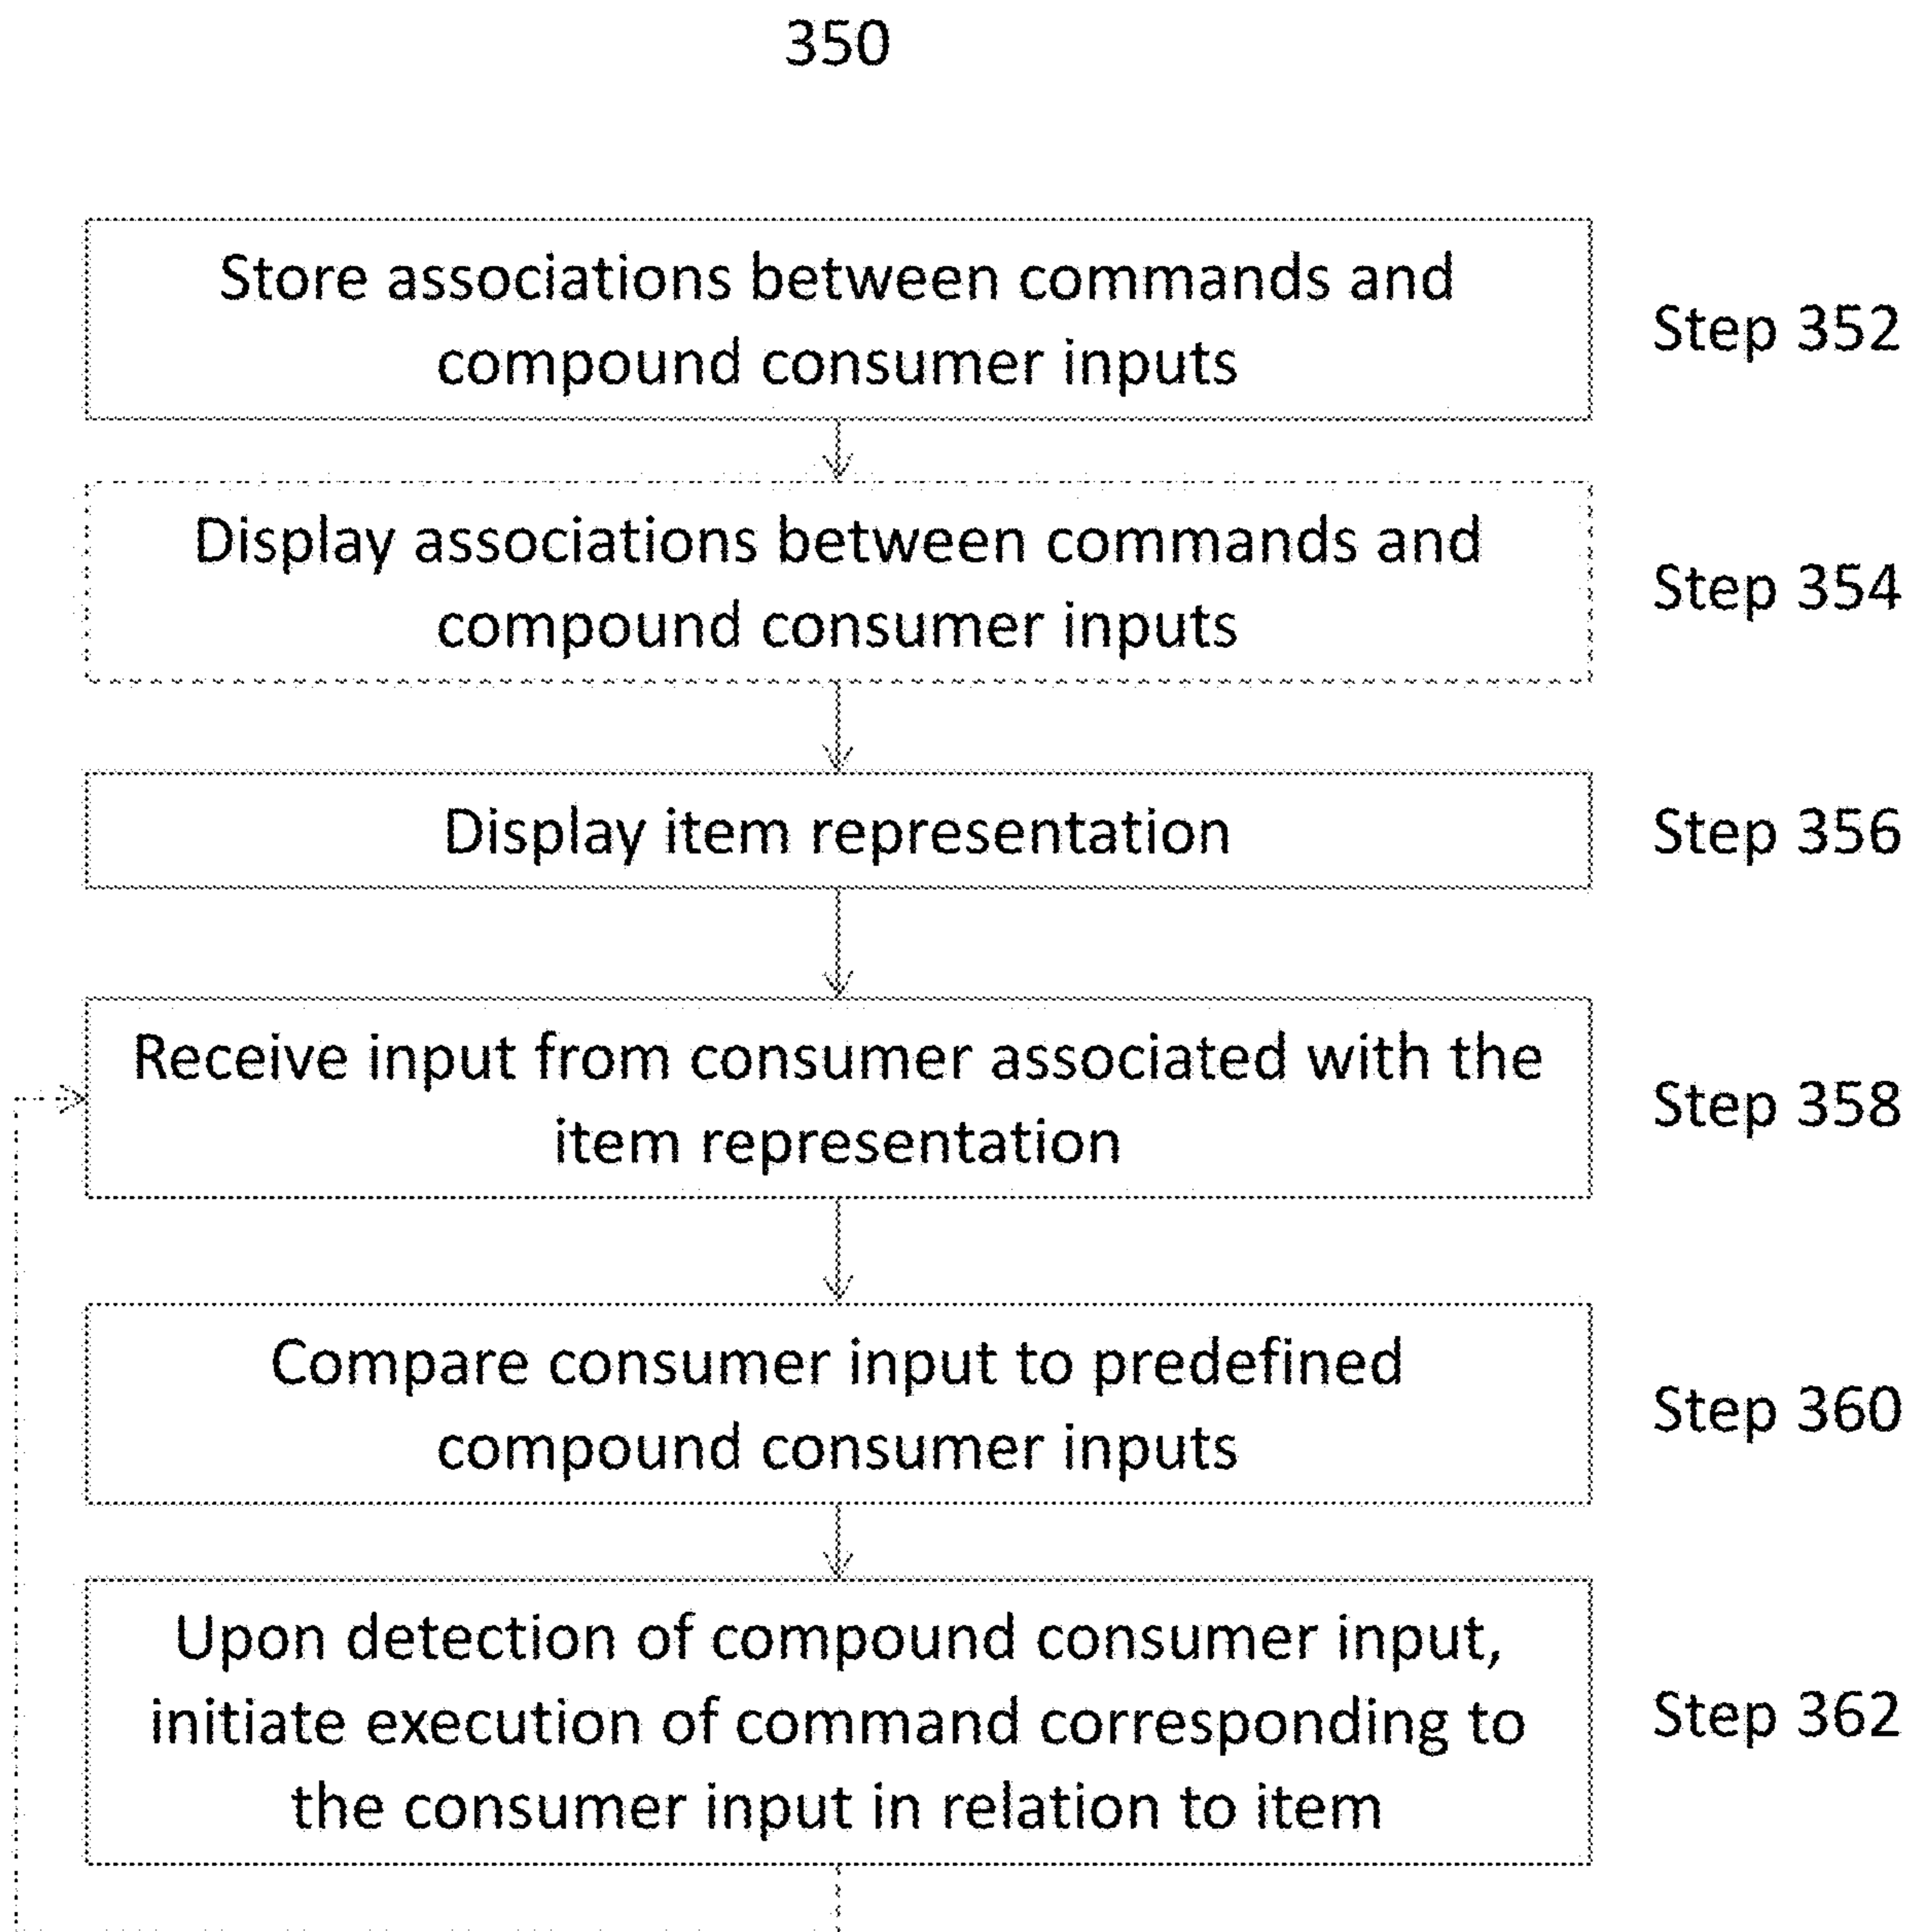 350
Store associations between commands and
compound consumer inputs
Step 352
Display associations between commands and
compound consumer inputs
Step 354
Display item representation
Step 356
Receive input from consumer associated with the
item representation
Step 358
Compare consumer input to predefined
compound consumer inputs
Step 360
Upon detection of compound consumer input,
initiate execution of command corresponding to
the consumer input in relation to item
Step 362